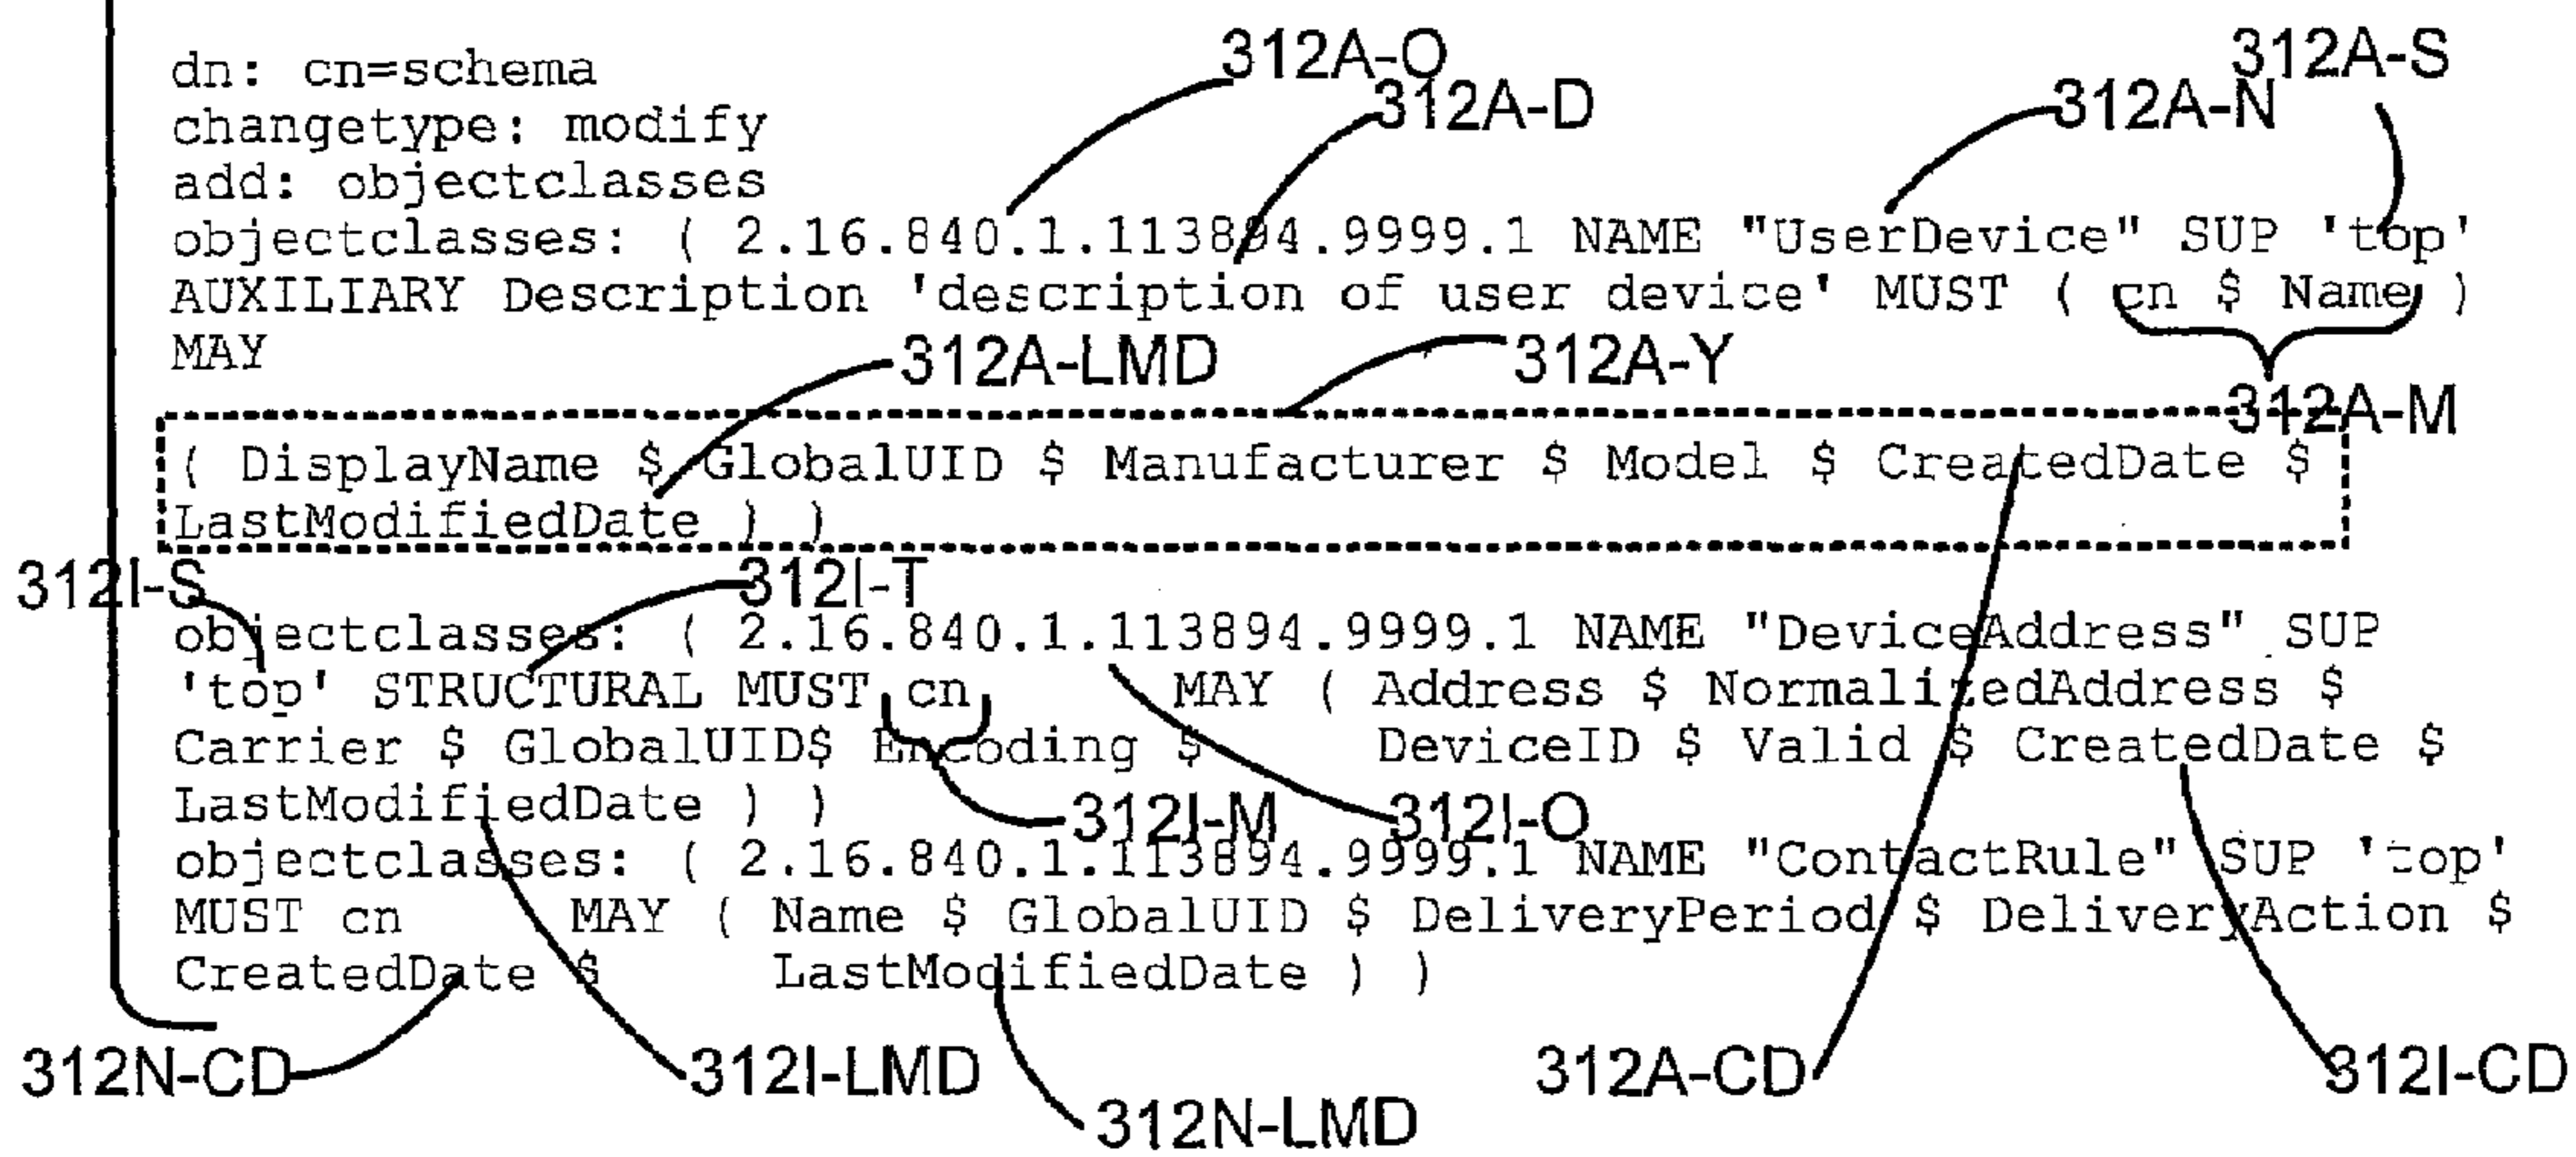 312A-O 312A-S
dn: cn=schema
312A-D 312A-N
changetype: modify
add: objectclasses
objectclasses: ( 2.16.840.1.113894.9999.1 NAME "UserDevice" SUP 'top'
AUXILIARY Description 'description of user device' MUST ( cn $ Name )
MAY
312A-LMD 312A-Y
312A-M
( DisplayName $ GlobalUID $ Manufacturer $ Model $ CreatedDate $
LastModifiedDate ) )
312I-S 312I-T
objectclasses: ( 2.16.840.1.113894.9999.1 NAME "DeviceAddress" SUP
'top' STRUCTURAL MUST cn MAY ( Address $ NormalizedAddress $
Carrier $ GlobalUID$ Encoding $ DeviceID $ Valid $ CreatedDate $
LastModifiedDate ) )
312I-M 312I-O
objectclasses: ( 2.16.840.1.113894.9999.1 NAME "ContactRule" SUP 'top'
MUST cn MAY ( Name $ GlobalUID $ DeliveryPeriod $ DeliveryAction $
CreatedDate $ LastModifiedDate ) )
312N-CD 312I-LMD 312A-CD 312I-CD
312N-LMD